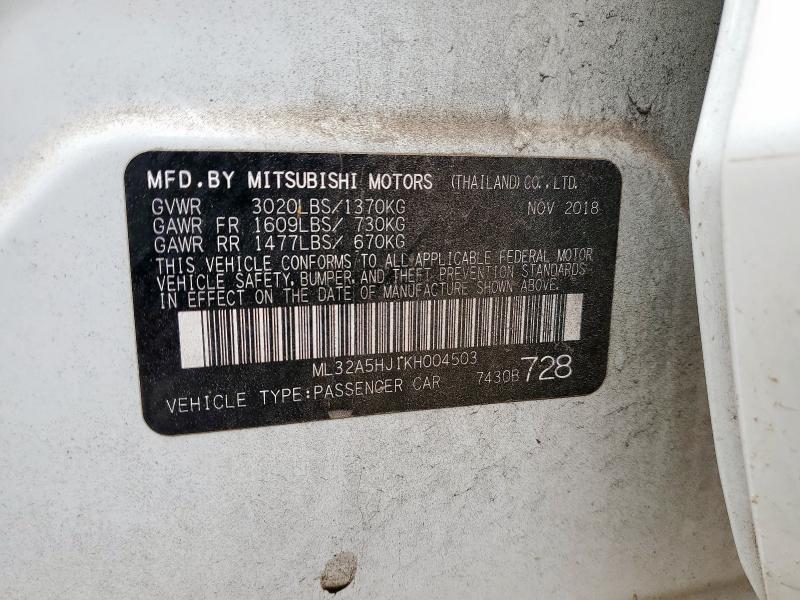 MFD.BY MITSUBISHI MOTORS (THAILAND) CO.,LTD.
GVWR 3020LBS/1370KG NOV 2018
GAWR FR 1609LBS/ 730KG
GAWR RR 1477LBS/ 670KG
THIS VEHICLE CONFORMS TO ALL APPLICABLE FEDERAL MOTOR
VEHICLE SAFETY, BUMPER, AND THEFT PREVENTION STANDARDS
IN EFFECT ON THE DATE OF MANUFACTURE SHOWN ABOVE.
ML32A5HJ1KH004503
VEHICLE TYPE:PASSENGER CAR 7430B 728